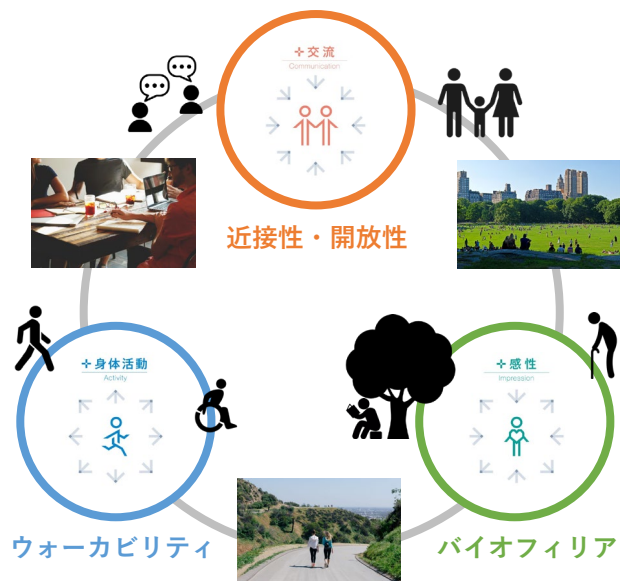 交流
Communication
近接性・開放性
身体活動
Activity
感性
Impression
ウォーカビリティ
バイオフィリア